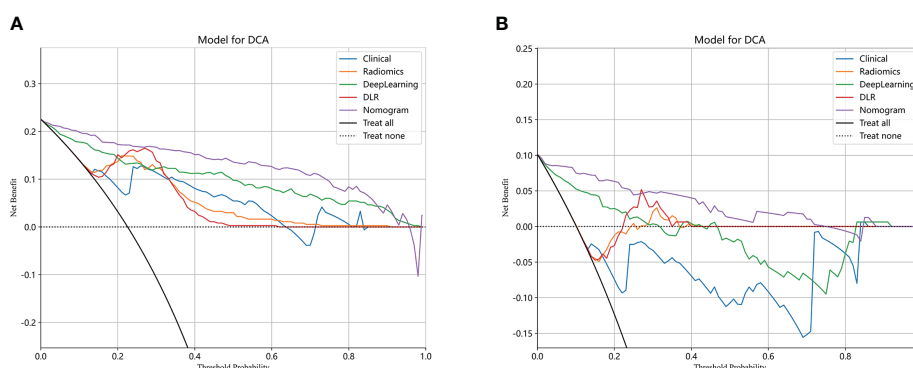 A
Model for DCA
Clinical
Radiomics
DeepLearning
DLR
Nomogram
Treat all
Treat none
0.3
0.2
0.1
0.0
-0.1
-0.2
Net Benefit
0.0 0.2 0.4 0.6 0.8 1.0
Threshold Probability
B
Model for DCA
Clinical
Radiomics
DeepLearning
DLR
Nomogram
Treat all
Treat none
0.25
0.20
0.15
0.10
0.05
0.00
-0.05
-0.10
-0.15
Net Benefit
0.0 0.2 0.4 0.6 0.8
Threshold Probability